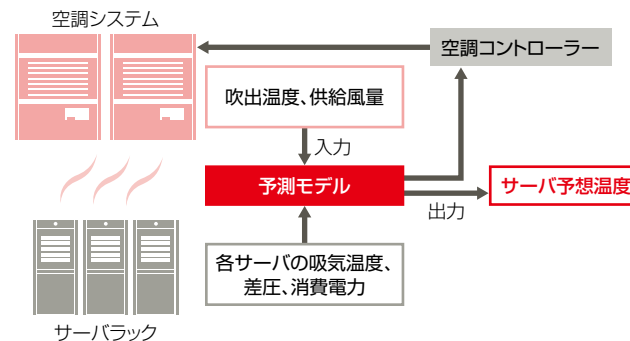 空調システム
空調コントローラー
吹出温度、供給風量
入力
予測モデル
サーバ予想温度
出力
各サーバの吸気温度、
差圧、消費電力
サーバラック